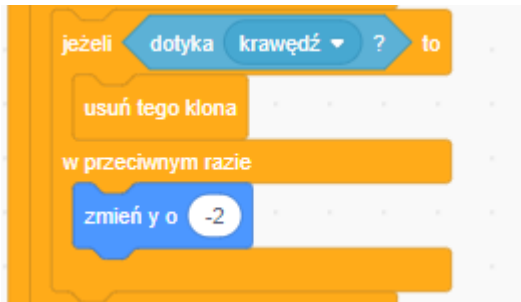 jeżeli dotyka krawędź ? to
usuń tego klona
w przeciwnym razie
zmień y o -2